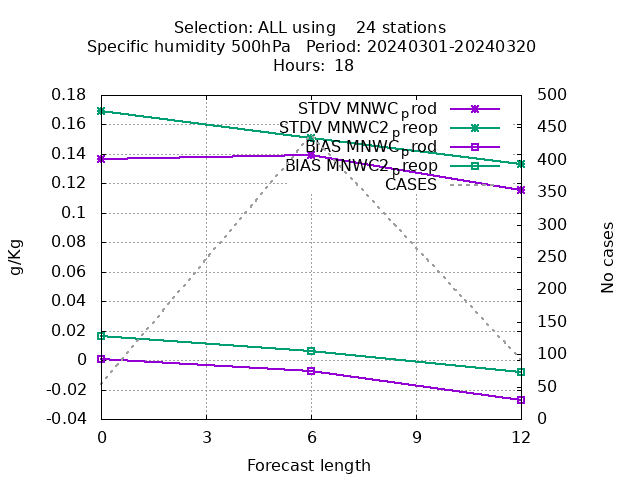 Selection: ALL using    24 stations
Specific humidity 500hPa   Period: 20240301-20240320
Hours: 18
0.18
0.16
0.14
0.12
0.1
0.08
0.06
0.04
0.02
0
-0.02
-0.04
g/Kg
STDV MNWC_prod
STDV MNWC2_preop
BIAS MNWC_prod
BIAS MNWC2_preop
CASES
500
450
400
350
300
250
200
150
100
50
0
No cases
0 3 6 9 12
Forecast length